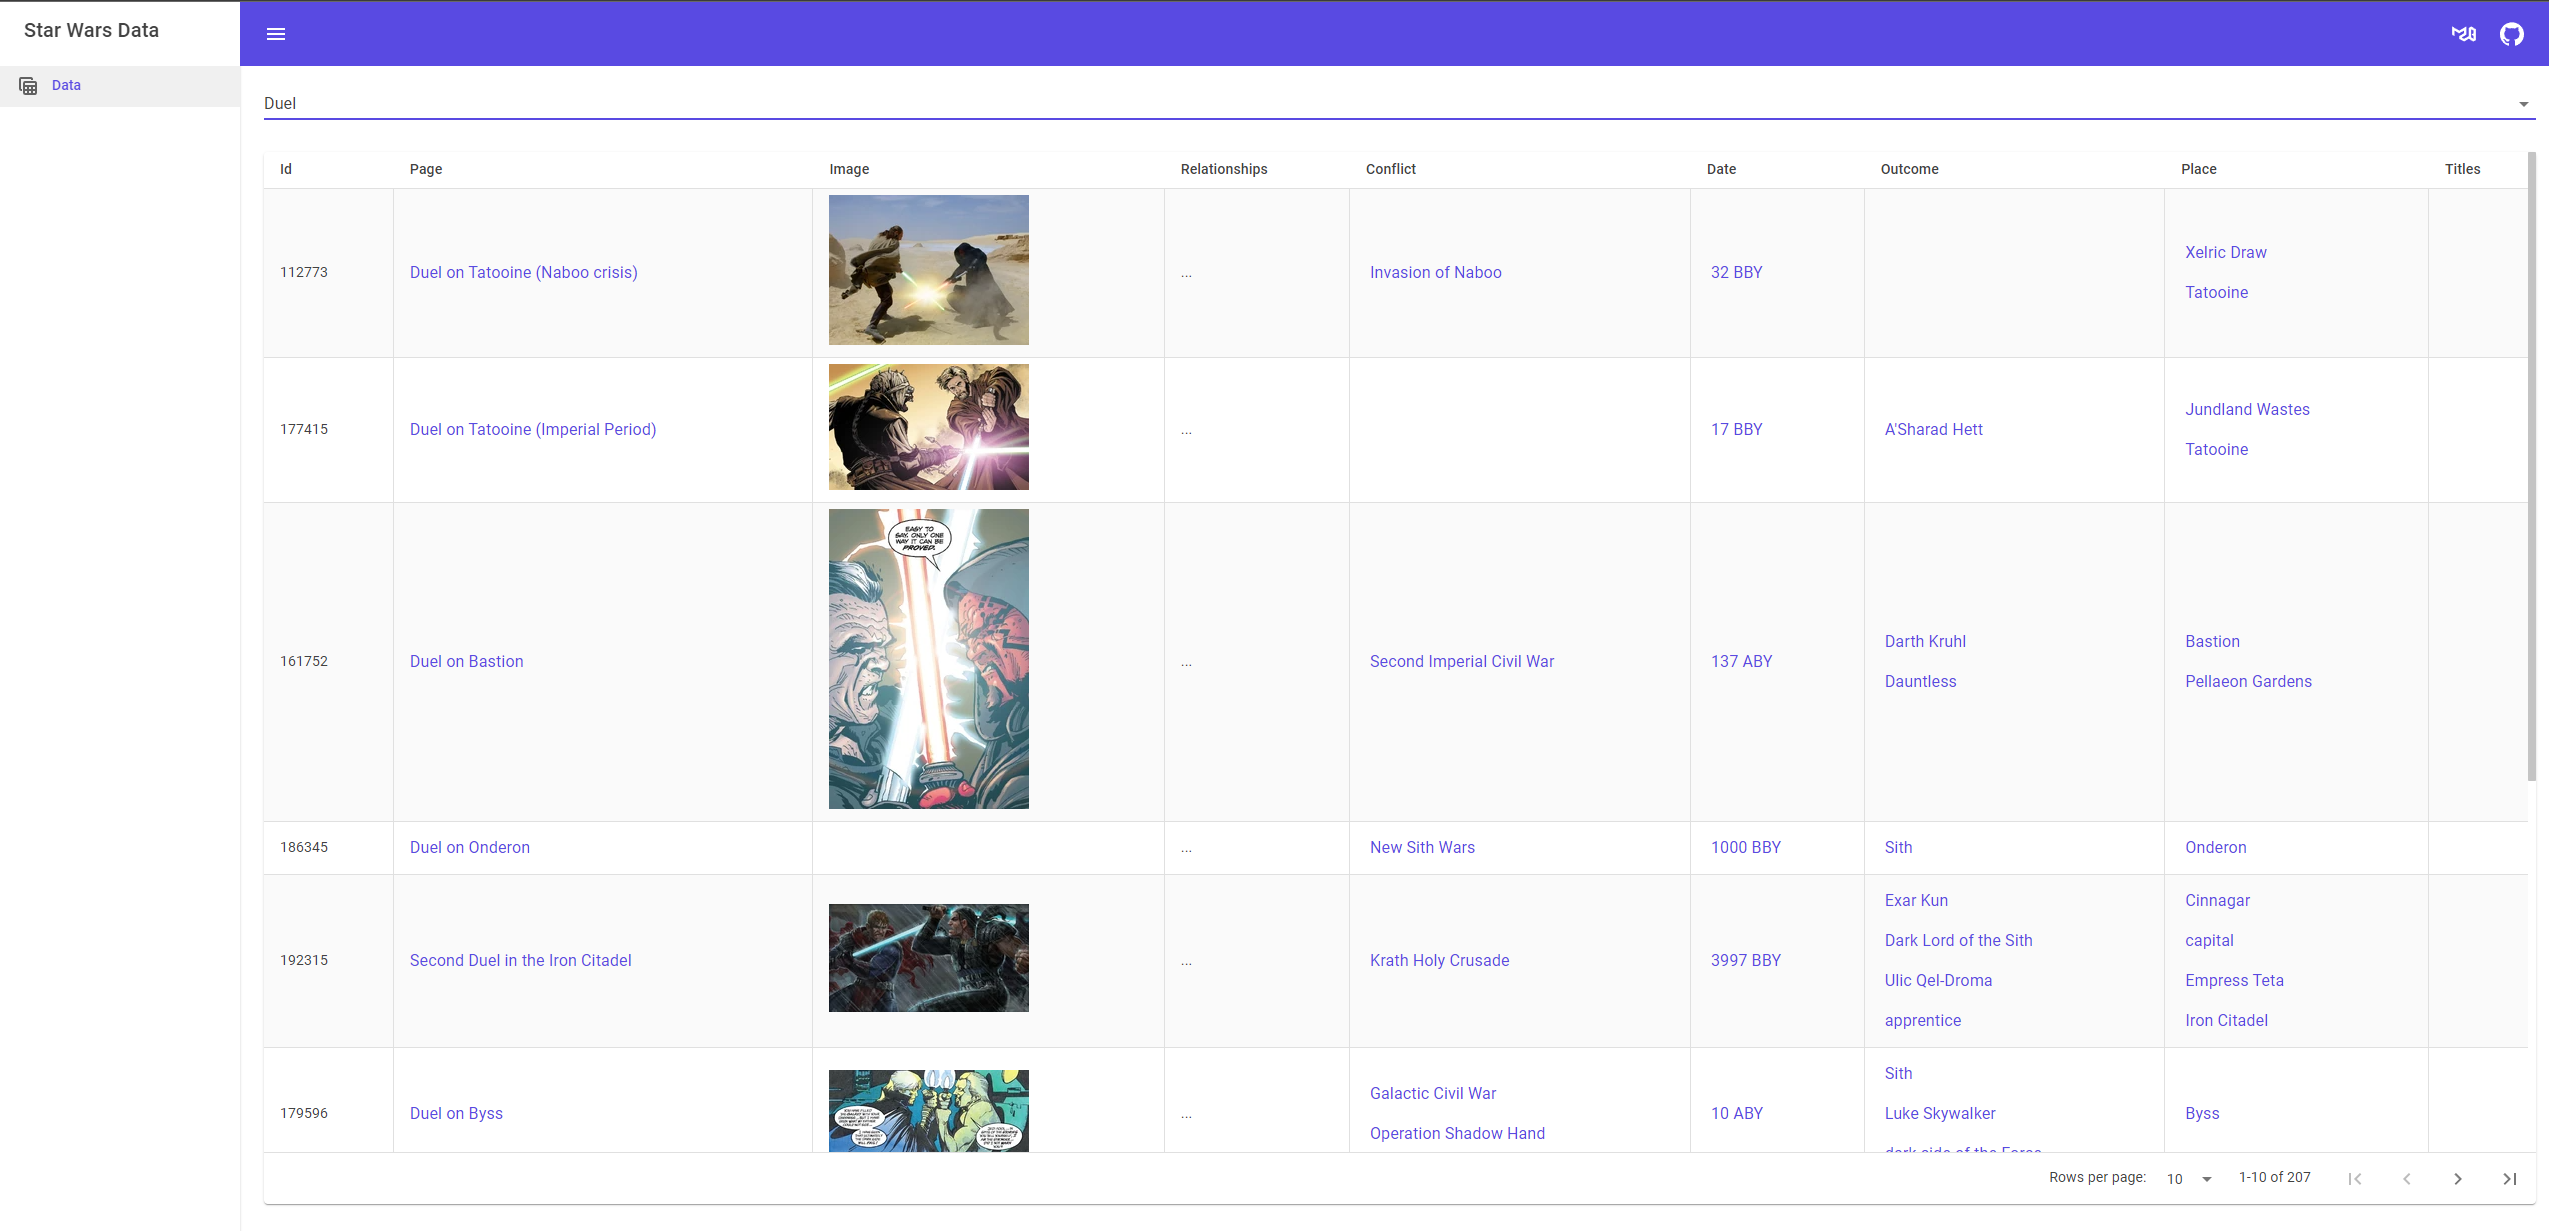 Star Wars Data
Data
Duel
Id Page Image Relationships Conflict Date Outcome Place Titles
112773 Duel on Tatooine (Naboo crisis) ... Invasion of Naboo 32 BBY Xelric Draw
Tatooine
177415 Duel on Tatooine (Imperial Period) ... 17 BBY A'Sharad Hett Jundland Wastes
Tatooine
EASY TO
SAY. ONLY ONE
WAY IT CAN BE
PROVED.
161752 Duel on Bastion ... Second Imperial Civil War 137 ABY Darth Kruhl
Dauntless
Bastion
Pellaeon Gardens
186345 Duel on Onderon ... New Sith Wars 1000 BBY Sith Onderon
192315 Second Duel in the Iron Citadel ... Krath Holy Crusade 3997 BBY Exar Kun
Dark Lord of the Sith
Ulic Qel-Droma
apprentice
Cinnagar
capital
Empress Teta
Iron Citadel
179596 Duel on Byss ... Galactic Civil War
Operation Shadow Hand
10 ABY
Sith
Luke Skywalker
dark side of the Force
Byss
Rows per page: 10 1-10 of 207